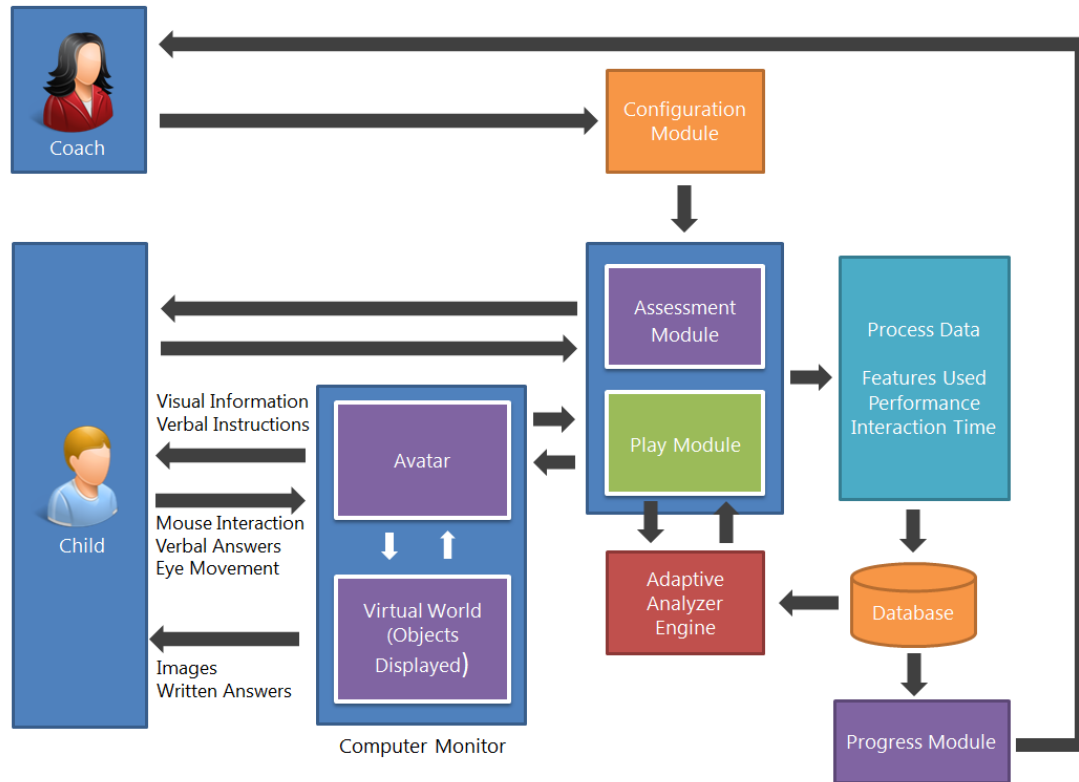 Coach
Configuration
Module
Assessment
Module
Process Data
Features Used
Performance
Interaction Time
Visual Information
Verbal Instructions
Avatar
Play Module
Child
Mouse Interaction
Verbal Answers
Eye Movement
Virtual World
(Objects
Displayed)
Adaptive
Analyzer
Engine
Database
Images
Written Answers
Computer Monitor
Progress Module